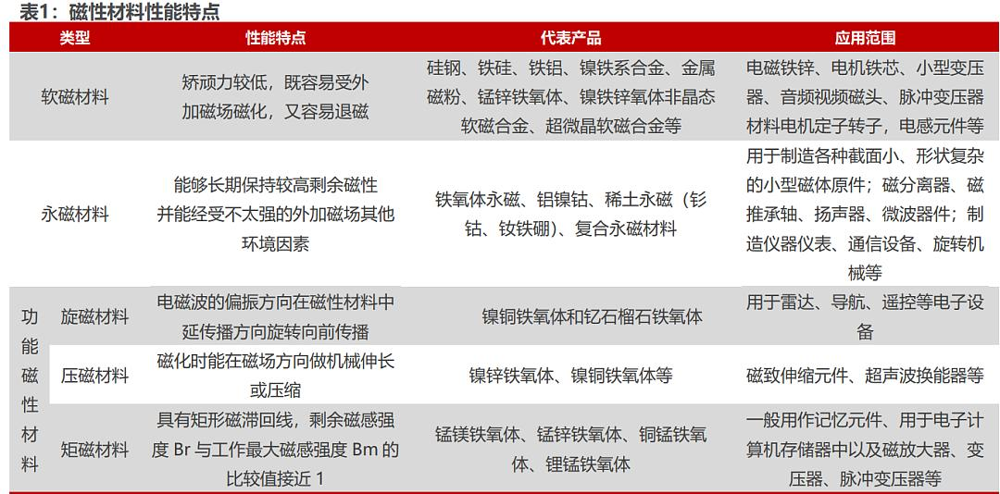 表1：磁性材料性能特点
类型 性能特点 代表产品 应用范围
软磁材料
矫顽力较低，既容易受外
加磁场磁化，又容易退磁
硅钢、铁硅、铁铝、镍铁系合金、金属
磁粉、锰锌铁氧体、镍铁锌氧体非晶态
软磁合金、超微晶软磁合金等
电磁铁锌、电机铁芯、小型变压
器、音频视频磁头、脉冲变压器
材料电机定子转子，电感元件等
永磁材料
能够长期保持较高剩余磁性
并能经受不太强的外加磁场其他
环境因素
铁氧体永磁、铝镍钴、稀土永磁（钐
钴、钕铁硼）、复合永磁材料
用于制造各种截面小、形状复杂
的小型磁体原件；磁分离器、磁
推承轴、扬声器、微波器件；制
造仪器仪表、通信设备、旋转机
械等
功
能
磁
性
材
料
旋磁材料
电磁波的偏振方向在磁性材料中
延传播方向旋转向前传播
镍铜铁氧体和钇石榴石铁氧体
用于雷达、导航、遥控等电子设
备
压磁材料
磁化时能在磁场方向做机械伸长
或压缩
镍锌铁氧体、镍铜铁氧体等
磁致伸缩元件、超声波换能器等
矩磁材料
具有矩形磁滞回线，剩余磁感强
度 Br 与工作最大磁感强度 Bm 的
比较值接近 1
锰镁铁氧体、锰锌铁氧体、铜锰铁氧
体、锂锰铁氧体
一般用作记忆元件、用于电子计
算机存储器中以及磁放大器、变
压器、脉冲变压器等